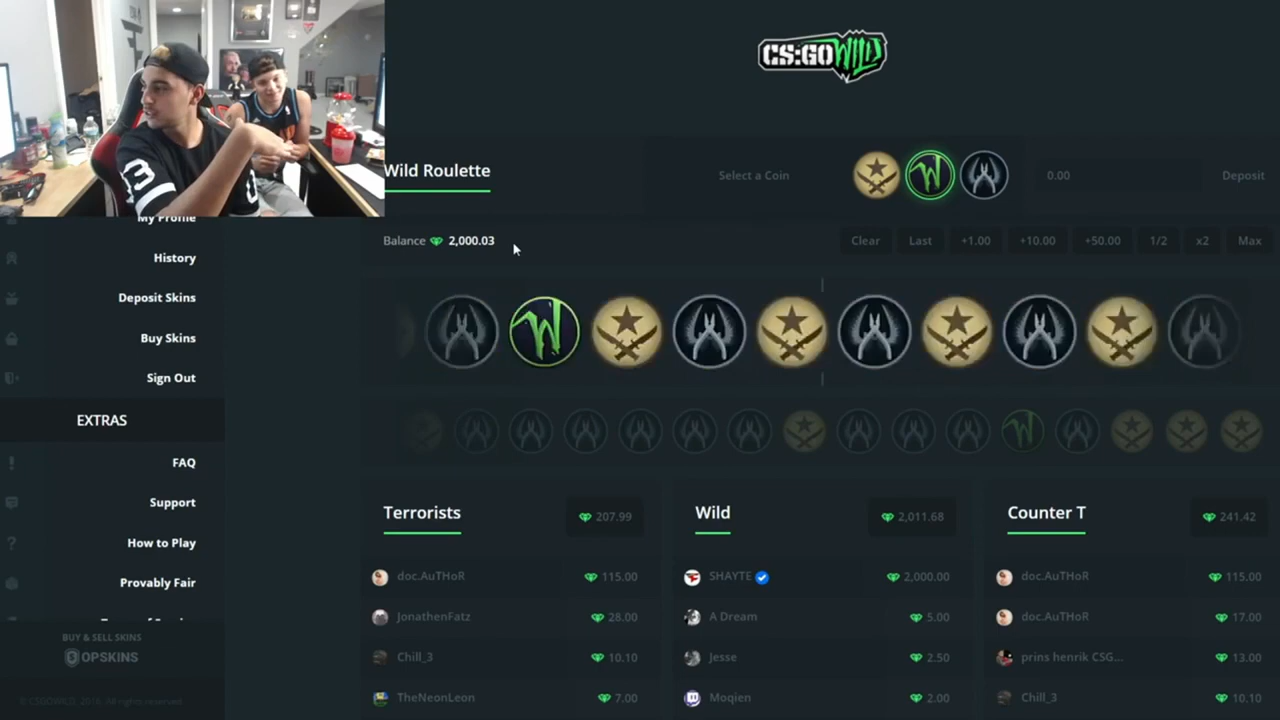 CS:GO WILD
Wild Roulette
Select a Coin
0.00
Deposit
Balance 2,000.03
Clear
Last
+1.00
+10.00
+50.00
1/2
x2
Max
My Profile
History
Deposit Skins
Buy Skins
Sign Out
EXTRAS
FAQ
Support
How to Play
Provably Fair
BUY & SELL SKINS
OPSKINS
© CSGOWILD, 2016. All rights reserved.
Terrorists 207.99
doc.AuTHoR 115.00
JonathenFatz 28.00
Chill_3 10.10
TheNeonLeon 7.00
Wild 2,011.68
SHAYTE 2,000.00
A Dream 5.00
Jesse 2.50
Moqien 2.00
Counter T 241.42
doc.AuTHoR 115.00
doc.AuTHoR 17.00
prins henrik CSG... 13.00
Chill_3 10.10